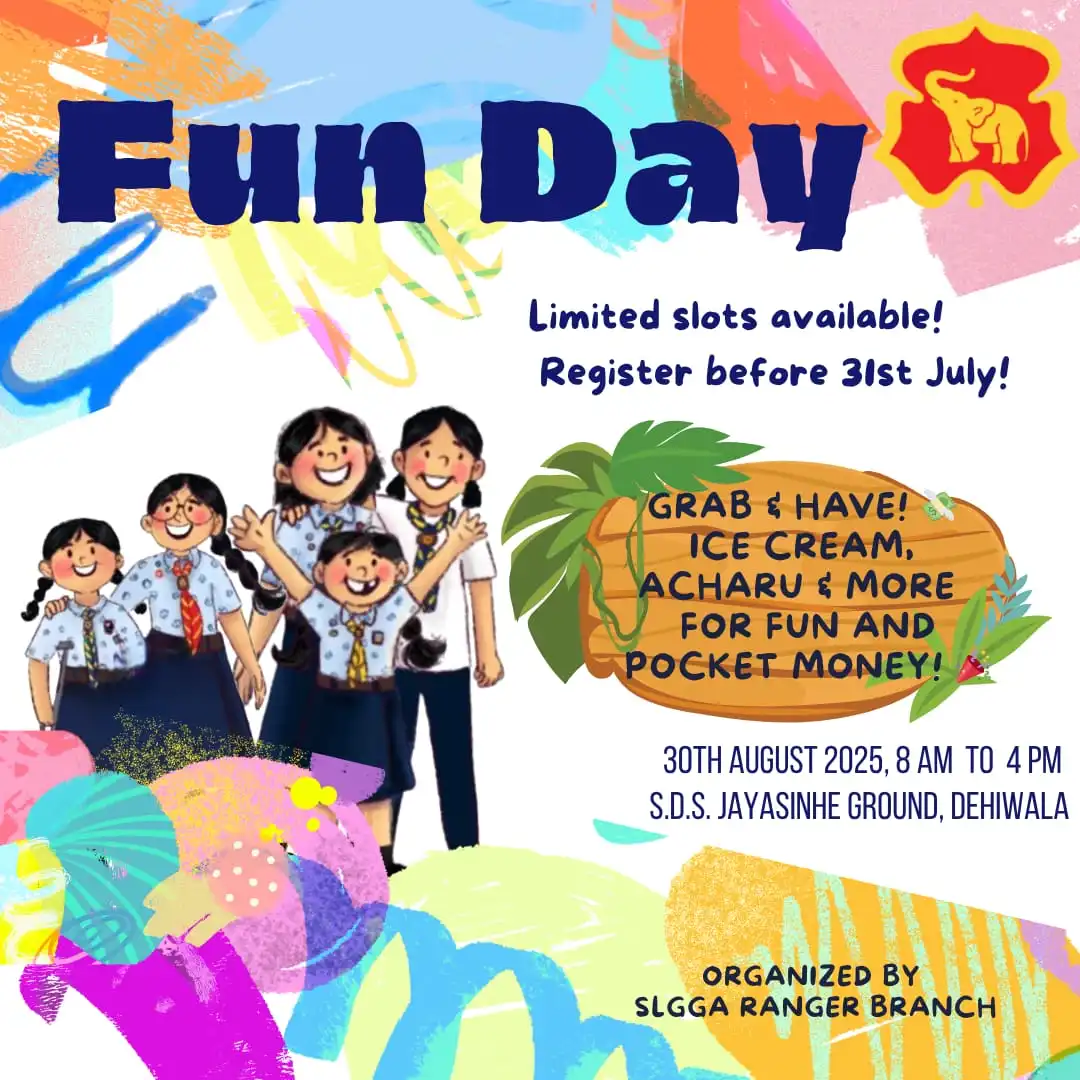 Fun Day
Limited slots available!
Register before 31st July!
GRAB & HAVE!
ICE CREAM,
ACHARU & MORE
FOR FUN AND
POCKET MONEY!
30TH AUGUST 2025, 8 AM TO 4 PM
S.D.S. JAYASINHE GROUND, DEHIWALA
ORGANIZED BY
SLGGA RANGER BRANCH